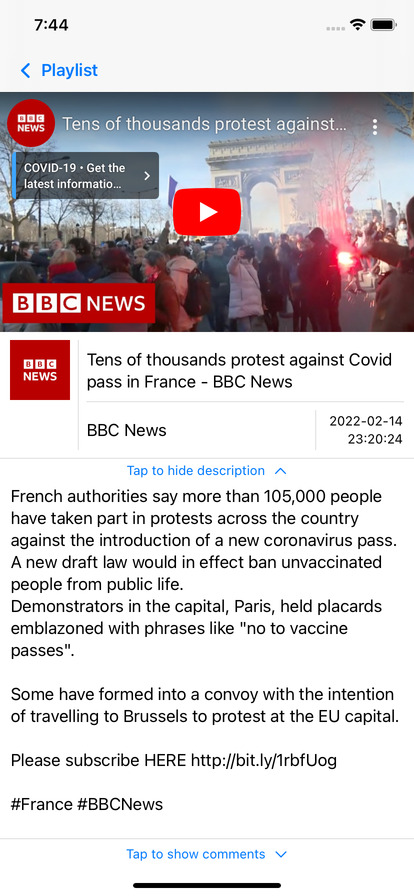 7:44
Playlist
BBC
NEWS
Tens of thousands protest against...
COVID-19 • Get the
latest informatio...
BBC NEWS
BBC
NEWS
Tens of thousands protest against Covid
pass in France - BBC News
BBC News
2022-02-14
23:20:24
Tap to hide description
French authorities say more than 105,000 people
have taken part in protests across the country
against the introduction of a new coronavirus pass.
A new draft law would in effect ban unvaccinated
people from public life.
Demonstrators in the capital, Paris, held placards
emblazoned with phrases like "no to vaccine
passes".
Some have formed into a convoy with the intention
of travelling to Brussels to protest at the EU capital.
Please subscribe HERE http://bit.ly/1rbfUog
#France #BBCNews
Tap to show comments